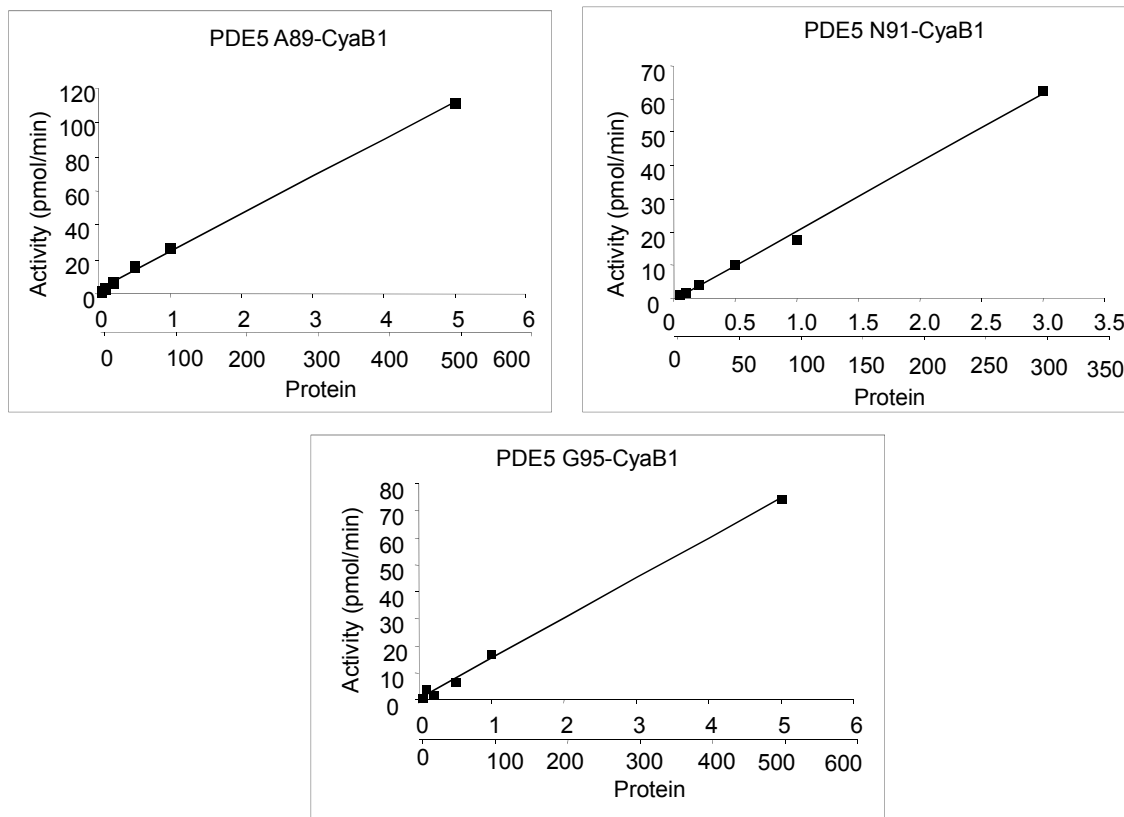 PDE5 A89-CyaB1
Activity (pmol/min)
120
100
80
60
40
20
0
0 1 2 3 4 5 6
0 100 200 300 400 500 600
Protein
PDE5 N91-CyaB1
Activity (pmol/min)
70
60
50
40
30
20
10
0
0 0.5 1.0 1.5 2.0 2.5 3.0 3.5
0 50 100 150 200 250 300 350
Protein
PDE5 G95-CyaB1
Activity (pmol/min)
80
70
60
50
40
30
20
10
0
0 1 2 3 4 5 6
0 100 200 300 400 500 600
Protein